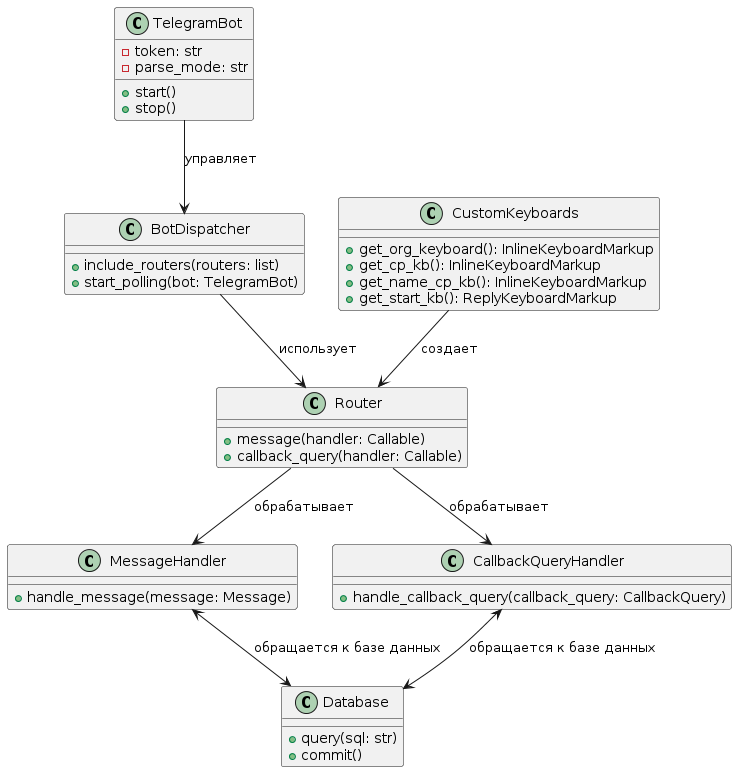 C TelegramBot
token: str
parse_mode: str
start()
stop()
управляет
C BotDispatcher
include_routers(routers: list)
start_polling(bot: TelegramBot)
C CustomKeyboards
get_org_keyboard(): InlineKeyboardMarkup
get_cp_kb(): InlineKeyboardMarkup
get_name_cp_kb(): InlineKeyboardMarkup
get_start_kb(): ReplyKeyboardMarkup
использует
создает
C Router
message(handler: Callable)
callback_query(handler: Callable)
обрабатывает
обрабатывает
C MessageHandler
handle_message(message: Message)
C CallbackQueryHandler
handle_callback_query(callback_query: CallbackQuery)
обращается к базе данных
обращается к базе данных
C Database
query(sql: str)
commit()